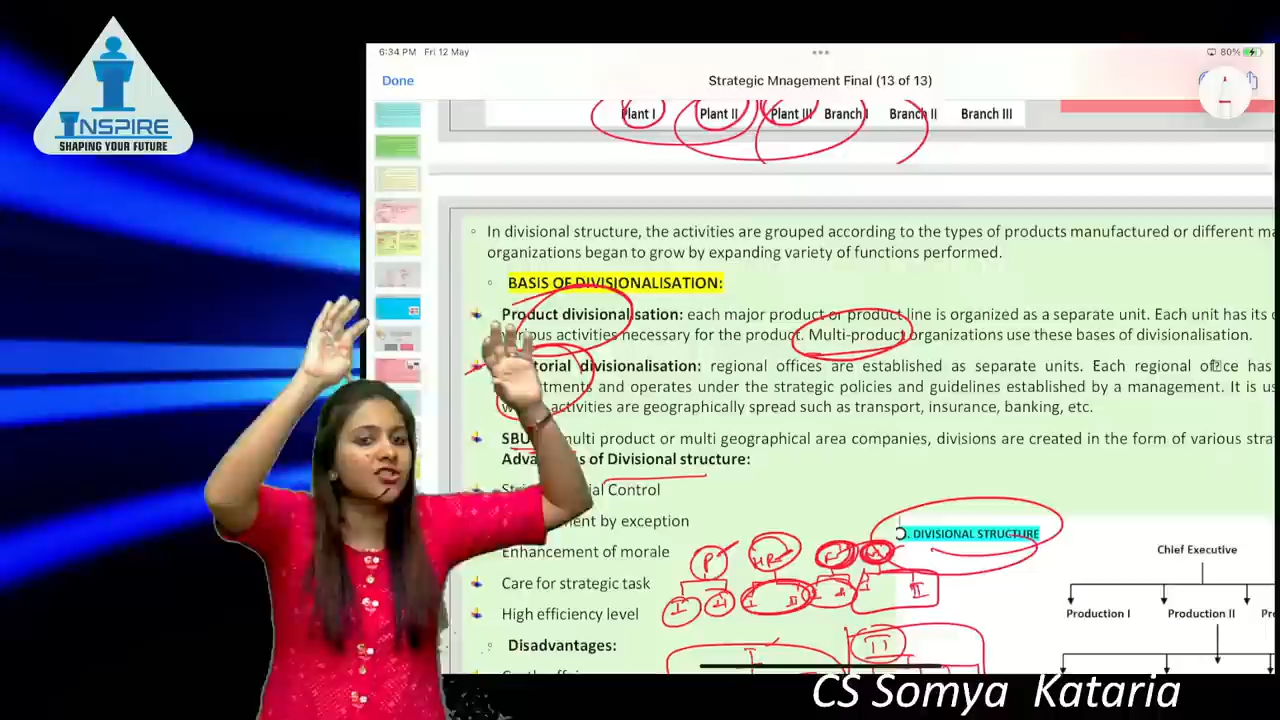 6:34 PM Fri 12 May
80%
Done
Strategic Mnagement Final (13 of 13)
INSPIRE
SHAPING YOUR FUTURE
Plant I Plant II Plant III Branch I Branch II Branch III
In divisional structure, the activities are grouped according to the types of products manufactured or different ma
organizations began to grow by expanding variety of functions performed.
BASIS OF DIVISIONALISATION:
Product divisionalisation: each major product or product line is organized as a separate unit. Each unit has its
activities necessary for the product. Multi-product organizations use these bases of divisionalisation.
divisionalisation: regional offices are established as separate units. Each regional office has
and operates under the strategic policies and guidelines established by a management. It is us
activities are geographically spread such as transport, insurance, banking, etc.
SBU multi product or multi geographical area companies, divisions are created in the form of various stra
of Divisional structure:
Control
by exception
Enhancement of morale
Care for strategic task
High efficiency level
Disadvantages:
DIVISIONAL STRUCTURE
Chief Executive
Production I Production II
P HR
I II I II
I II
CS Somya Kataria